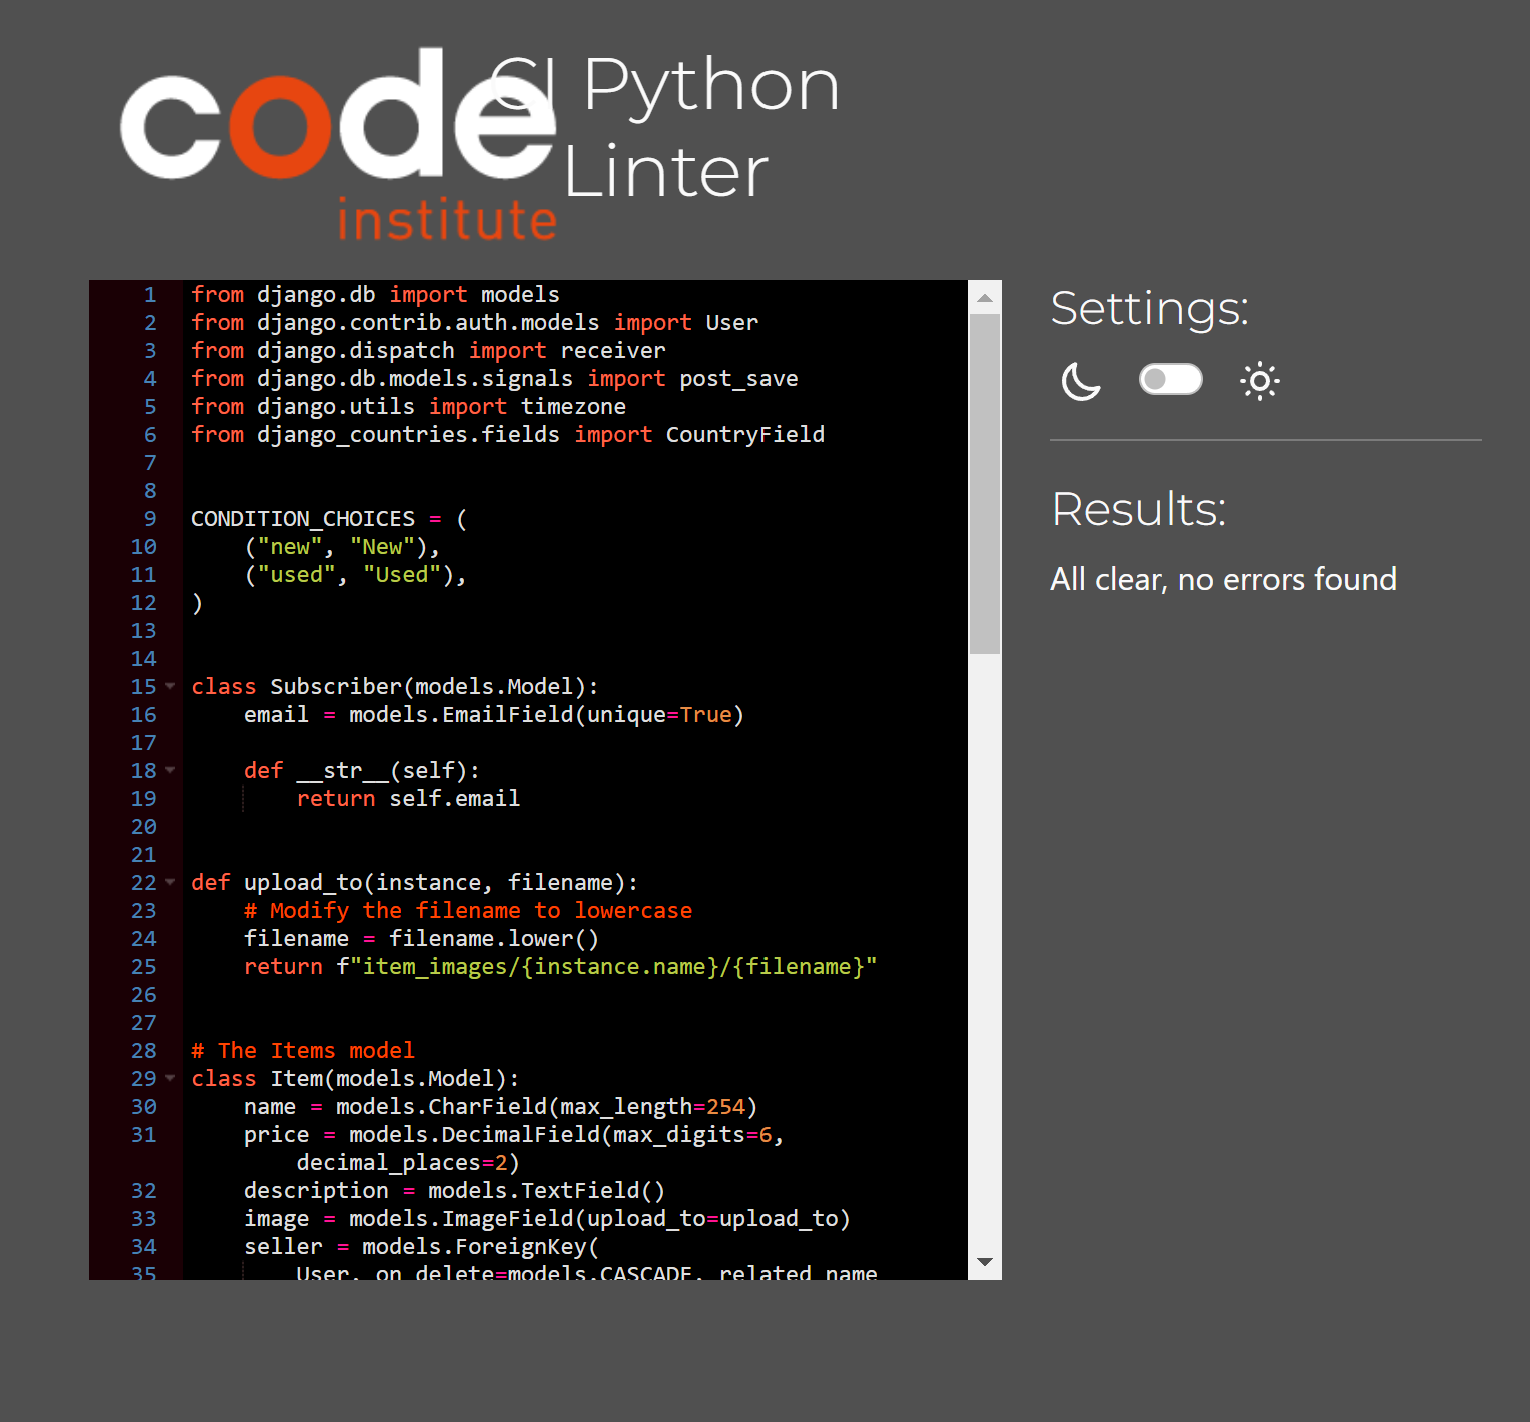 code
institute
CI Python
Linter
1 from django.db import models
2 from django.contrib.auth.models import User
3 from django.dispatch import receiver
4 from django.db.models.signals import post_save
5 from django.utils import timezone
6 from django_countries.fields import CountryField
7
8
9 CONDITION_CHOICES = (
10     ("new", "New"),
11     ("used", "Used"),
12 )
13
14
15 class Subscriber(models.Model):
16     email = models.EmailField(unique=True)
17
18     def __str__(self):
19         return self.email
20
21
22 def upload_to(instance, filename):
23     # Modify the filename to lowercase
24     filename = filename.lower()
25     return f"item_images/{instance.name}/{filename}"
26
27
28 # The Items model
29 class Item(models.Model):
30     name = models.CharField(max_length=254)
31     price = models.DecimalField(max_digits=6,
        decimal_places=2)
32     description = models.TextField()
33     image = models.ImageField(upload_to=upload_to)
34     seller = models.ForeignKey(
35         User, on_delete=models.CASCADE, related_name
Settings:
Results:
All clear, no errors found